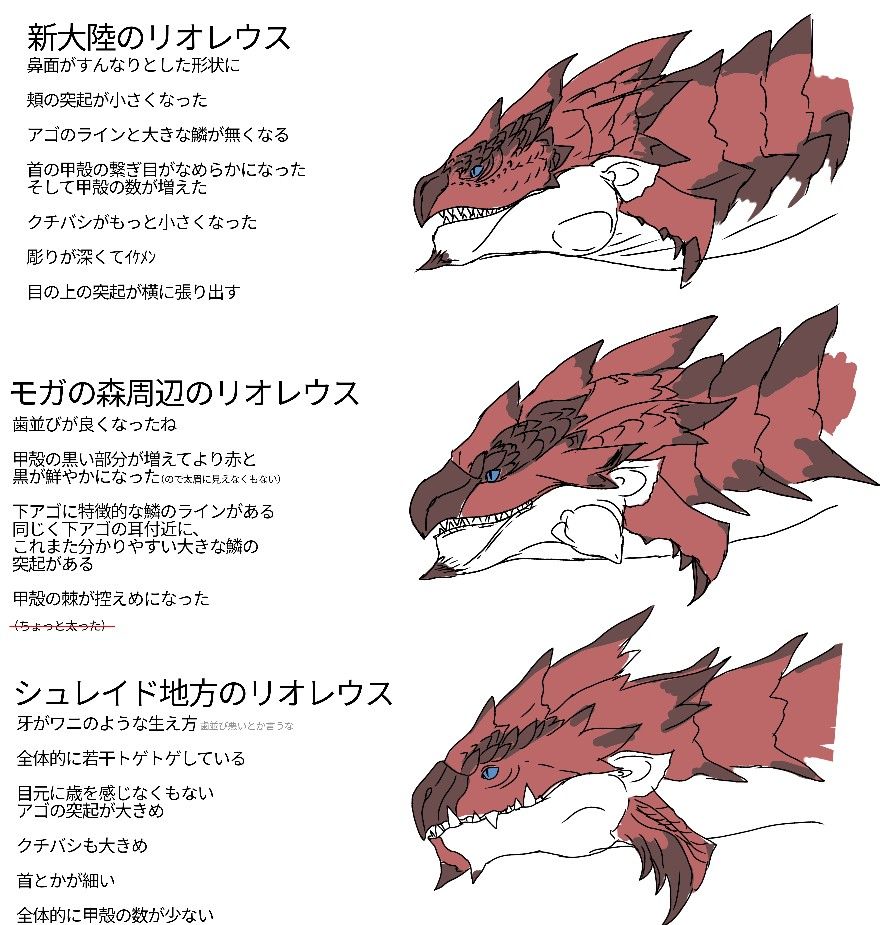 新大陸のリオレウス
鼻面がすんなりとした形状に
頬の突起が小さくなった
アゴのラインと大きな鱗が無くなる
首の甲殻の繋ぎ目がなめらかになった
そして甲殻の数が増えた
クチバシがもっと小さくなった
彫りが深くてｲｹﾒﾝ
目の上の突起が横に張り出す
モガの森周辺のリオレウス
歯並びが良くなったね
甲殻の黒い部分が増えてより赤と
黒が鮮やかになった(ので太眉に見えなくもない)
下アゴに特徴的な鱗のラインがある
同じく下アゴの耳付近に、
これまた分かりやすい大きな鱗の
突起がある
甲殻の棘が控えめになった
(ちょっと太った)
シュレイド地方のリオレウス
牙がワニのような生え方 歯並び悪いとか言うな
全体的に若干トゲトゲしている
目元に歳を感じなくもない
アゴの突起が大きめ
クチバシも大きめ
首とかが細い
全体的に甲殻の数が少ない